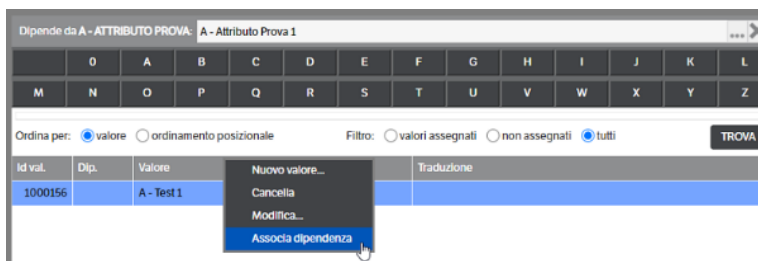 Dipende da A - ATTRIBUTO PROVA: A - Attributo Prova 1 ...
0 A B C D E F G H I J K L
M N O P Q R S T U V W X Y Z
Ordina per: valore ordinamento posizionale Filtro: valori assegnati non assegnati tutti TROVA
Id val. Dip. Valore Traduzione
1000156 A - Test 1
Nuovo valore...
Cancella
Modifica...
Associa dipendenza